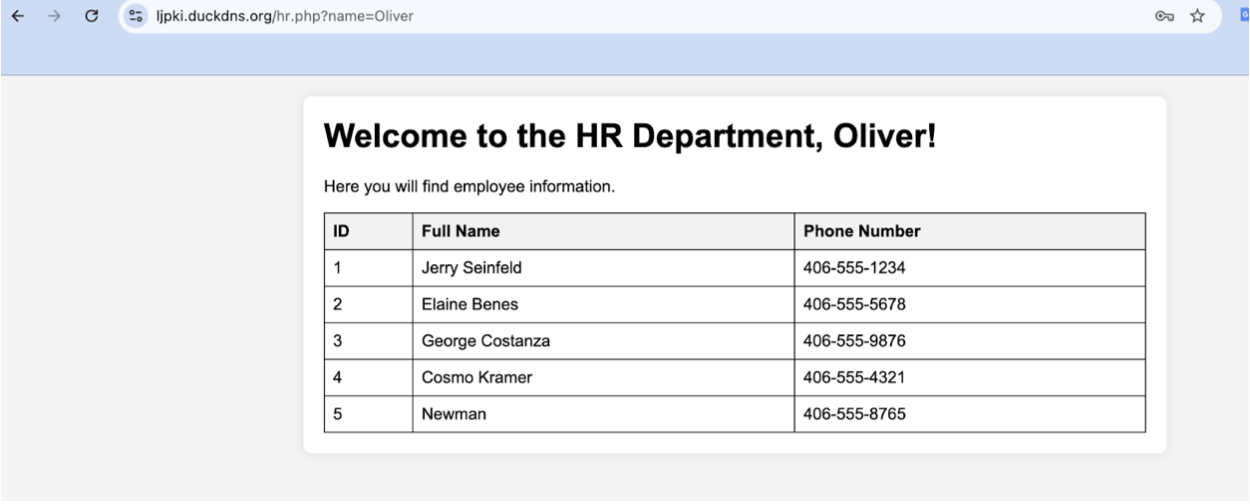 ljpki.duckdns.org/hr.php?name=Oliver
Welcome to the HR Department, Oliver!
Here you will find employee information.
ID Full Name Phone Number
1 Jerry Seinfeld 406-555-1234
2 Elaine Benes 406-555-5678
3 George Costanza 406-555-9876
4 Cosmo Kramer 406-555-4321
5 Newman 406-555-8765